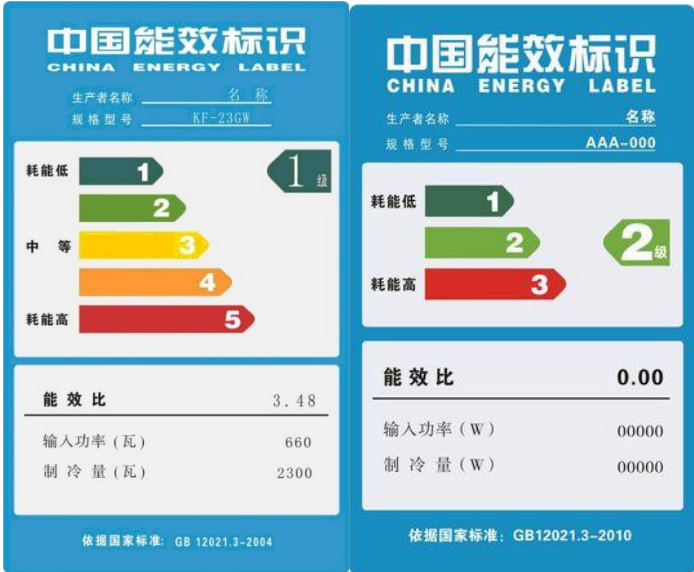 中国能效标识
CHINA ENERGY LABEL
生产者名称 名 称
规格型号 KF-23GW
耗能低 1 1级
2
中 等 3
4
耗能高 5
能 效 比 3.48
输入功率(瓦) 660
制 冷 量(瓦) 2300
依据国家标准: GB 12021.3-2004
中国能效标识
CHINA ENERGY LABEL
生产者名称 名称
规格型号 AAA-000
耗能低 1
2 2级
耗能高 3
能 效 比 0.00
输入功率(W) 00000
制 冷 量(W) 00000
依据国家标准: GB12021.3-2010